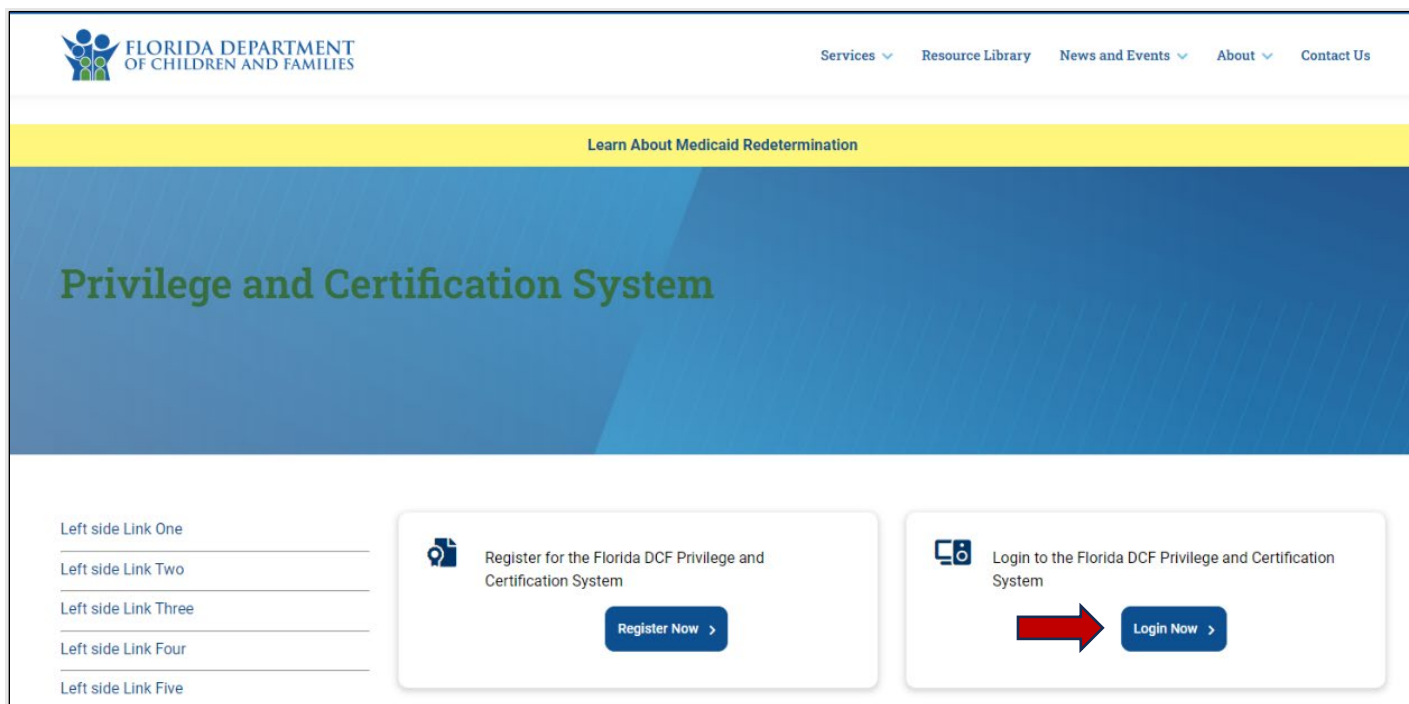 FLORIDA DEPARTMENT
OF CHILDREN AND FAMILIES
Services
Resource Library
News and Events
About
Contact Us
Learn About Medicaid Redetermination
Privilege and Certification System
Left side Link One
Left side Link Two
Left side Link Three
Left side Link Four
Left side Link Five
Register for the Florida DCF Privilege and
Certification System
Register Now
Login to the Florida DCF Privilege and Certification
System
Login Now